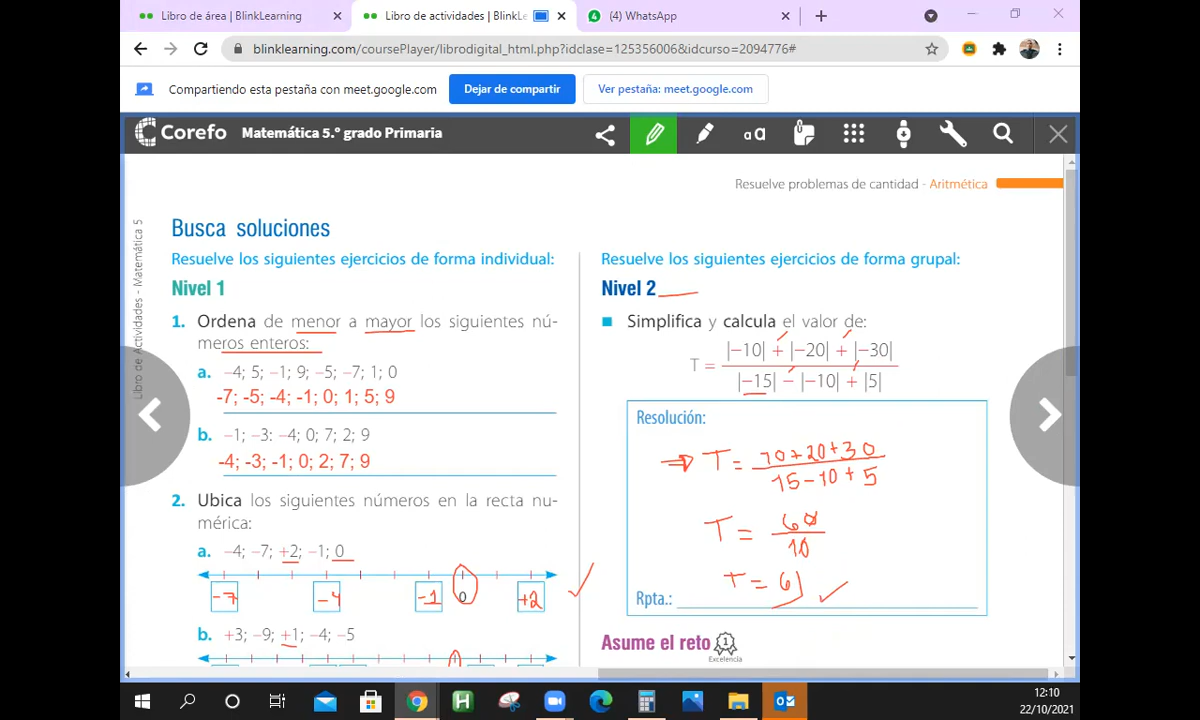 Libro de área | BlinkLearning
Libro de actividades | BlinkLe
4 (4) WhatsApp
blinklearning.com/coursePlayer/librodigital_html.php?idclase=125356006&idcurso=2094776#
Compartiendo esta pestaña con meet.google.com
Dejar de compartir
Ver pestaña: meet.google.com
Corefo Matemática 5.° grado Primaria
aA
Resuelve problemas de cantidad - Aritmética
Libro de Actividades - Matemática 5
Busca soluciones
Resuelve los siguientes ejercicios de forma individual:
Nivel 1
1. Ordena de menor a mayor los siguientes nú-
meros enteros:
a. –4; 5; –1; 9; –5; –7; 1; 0
-7; -5; -4; -1; 0; 1; 5; 9
b. –1; –3: –4; 0; 7; 2; 9
-4; -3; -1; 0; 2; 7; 9
2. Ubica los siguientes números en la recta nu-
mérica:
a. –4; –7; +2; –1; 0
-7 -4 -1 0 +2
b. +3; –9; +1; –4; –5
Resuelve los siguientes ejercicios de forma grupal:
Nivel 2
Simplifica y calcula el valor de:
|–10| + |–20| + |–30|
T =
|–15| – |–10| + |5|
Resolución:
T = 10+20+30
15-10+5
T = 60
10
T = 6
Rpta.:
Asume el reto
1
Excelencia
12:10
22/10/2021